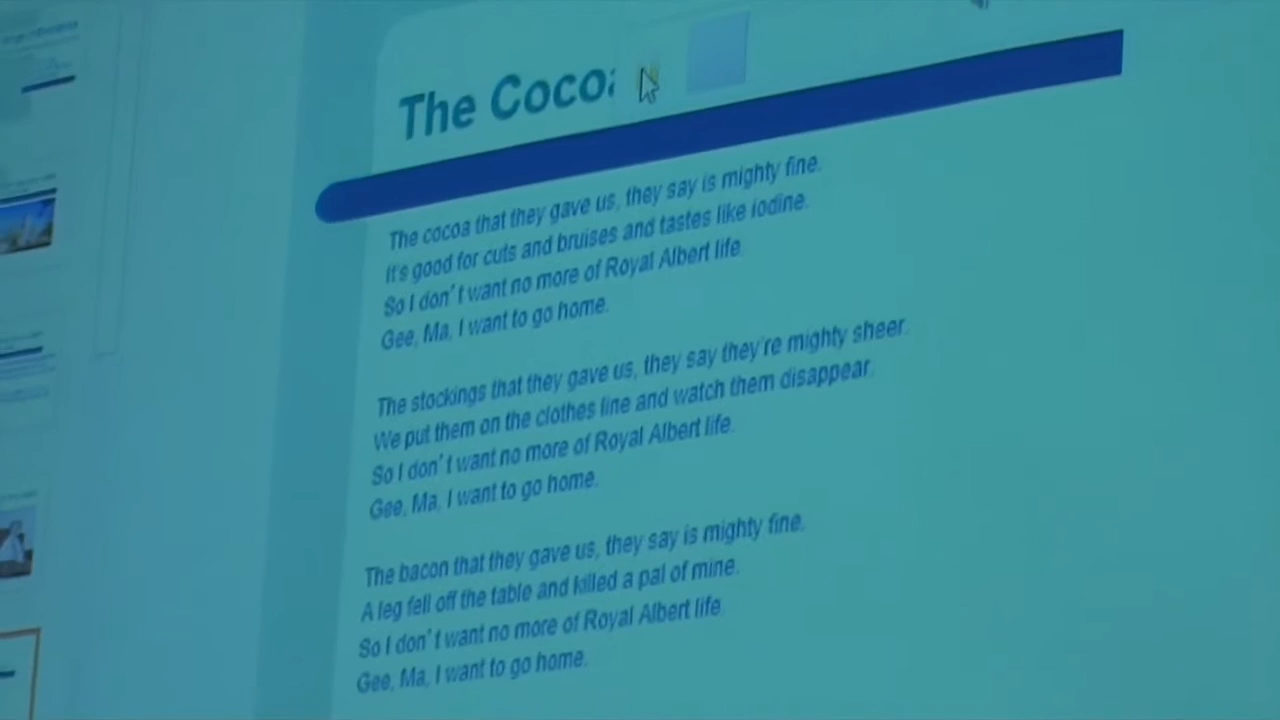 The Cocoa
The cocoa that they gave us, they say is mighty fine.
It's good for cuts and bruises and tastes like iodine.
So I don't want no more of Royal Albert life.
Gee, Ma, I want to go home.
The stockings that they gave us, they say they're mighty sheer.
We put them on the clothes line and watch them disappear.
So I don't want no more of Royal Albert life.
Gee, Ma, I want to go home.
The bacon that they gave us, they say is mighty fine.
A leg fell off the table and killed a pal of mine.
So I don't want no more of Royal Albert life.
Gee, Ma, I want to go home.